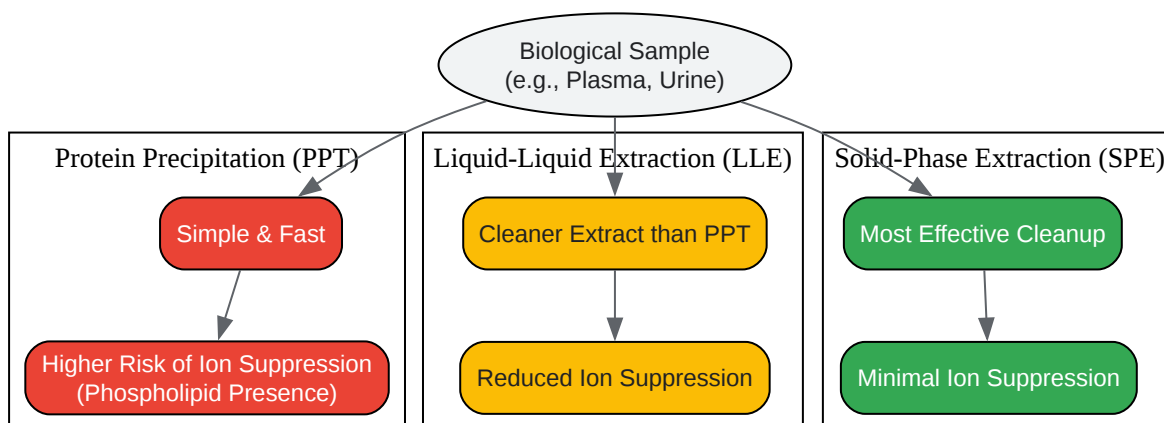 Biological Sample
(e.g., Plasma, Urine)
Protein Precipitation (PPT)
Liquid-Liquid Extraction (LLE)
Solid-Phase Extraction (SPE)
Simple & Fast
Cleaner Extract than PPT
Most Effective Cleanup
Higher Risk of Ion Suppression
(Phospholipid Presence)
Reduced Ion Suppression
Minimal Ion Suppression